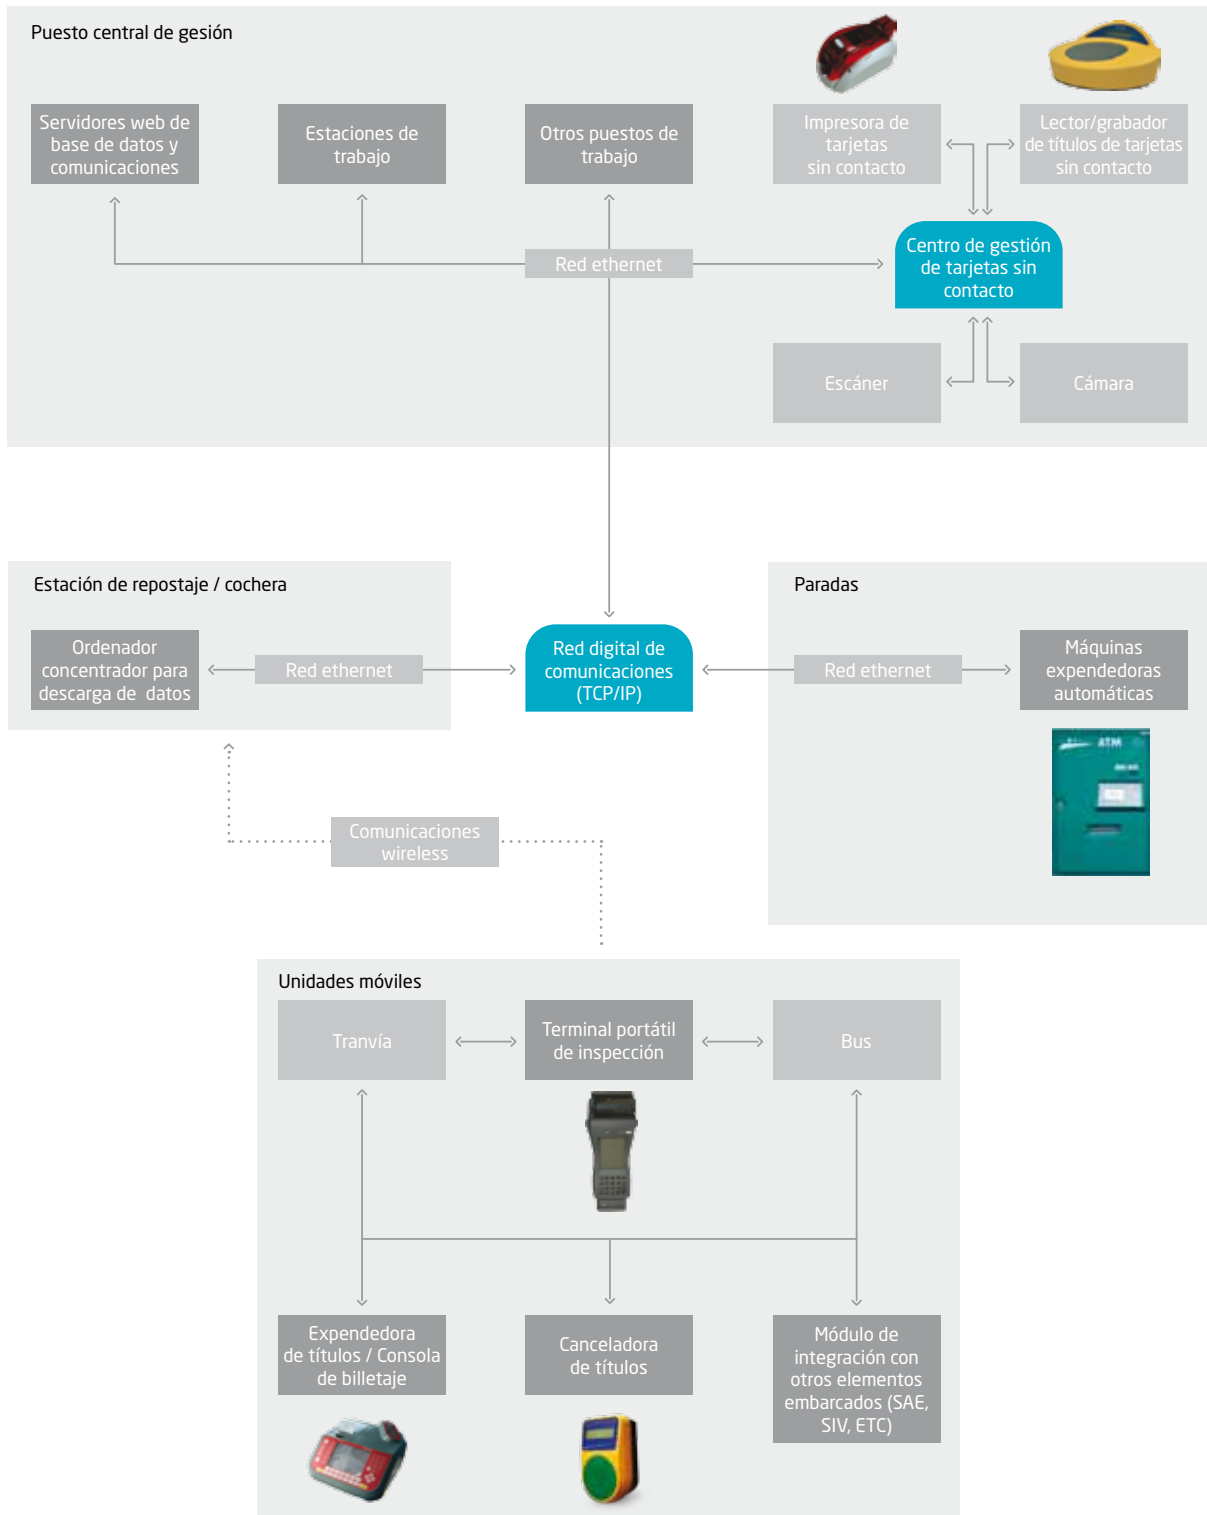 Puesto central de gesión
Servidores web de
base de datos y
comunicaciones
Estaciones de
trabajo
Otros puestos de
trabajo
Impresora de
tarjetas
sin contacto
Lector/grabador
de títulos de tarjetas
sin contacto
Red ethernet
Centro de gestión
de tarjetas sin
contacto
Escáner
Cámara
Estación de repostaje / cochera
Ordenador
concentrador para
descarga de datos
Red ethernet
Red digital de
comunicaciones
(TCP/IP)
Paradas
Red ethernet
Máquinas
expendedoras
automáticas
ATM
Comunicaciones
wireless
Unidades móviles
Tranvía
Terminal portátil
de inspección
Bus
Expendedora
de títulos / Consola
de billetaje
Canceladora
de títulos
Módulo de
integración con
otros elementos
embarcados (SAE,
SIV, ETC)